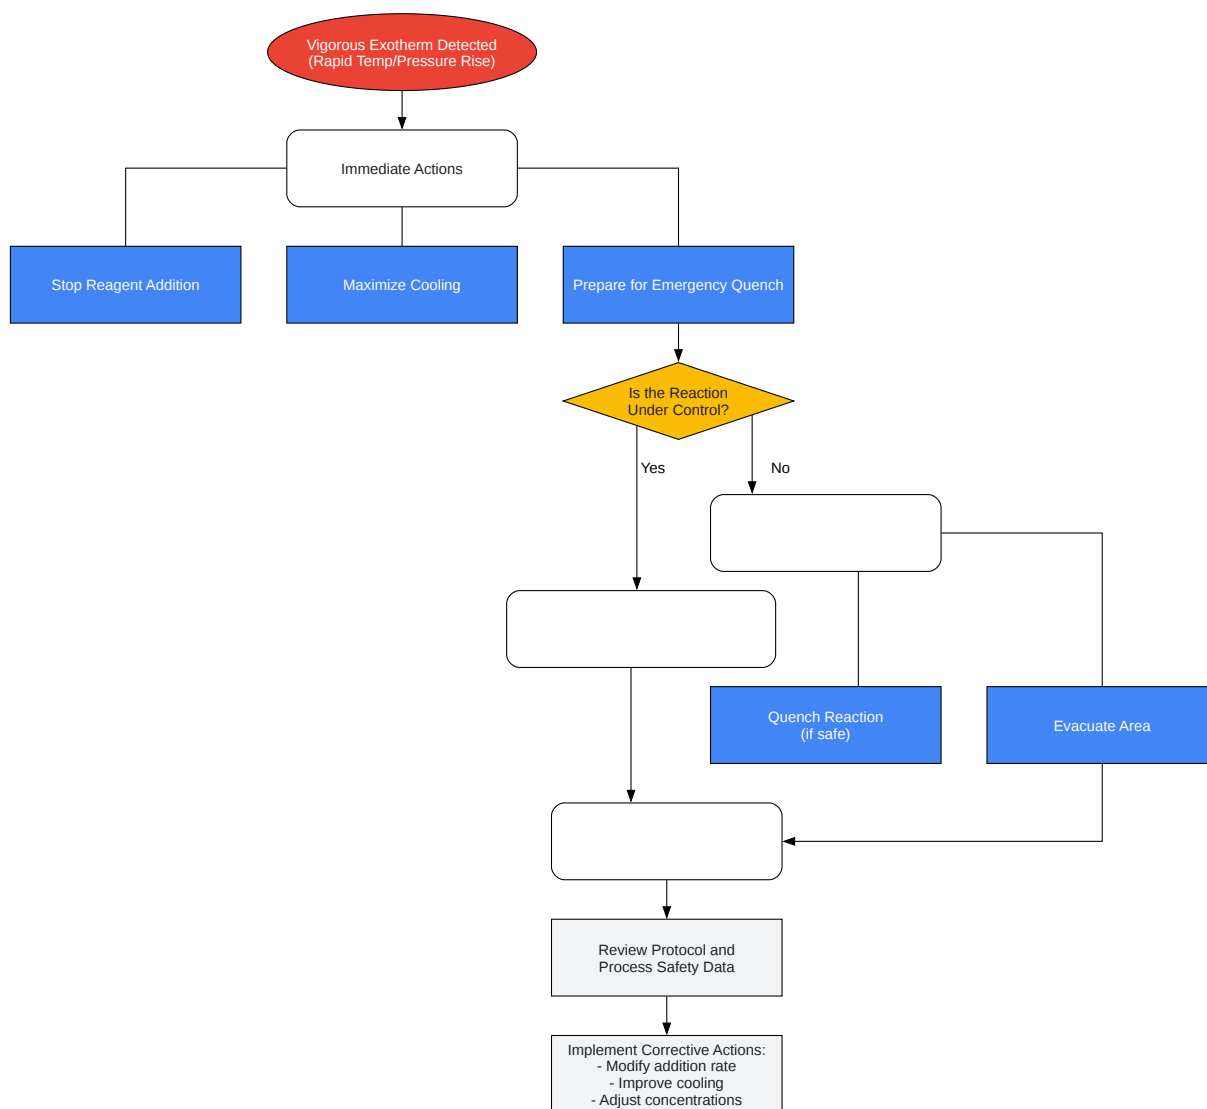 Vigorous Exotherm Detected
(Rapid Temp/Pressure Rise)
Immediate Actions
Stop Reagent Addition
Maximize Cooling
Prepare for Emergency Quench
Is the Reaction
Under Control?
Yes
No
Quench Reaction
(if safe)
Evacuate Area
Review Protocol and
Process Safety Data
Implement Corrective Actions:
- Modify addition rate
- Improve cooling
- Adjust concentrations